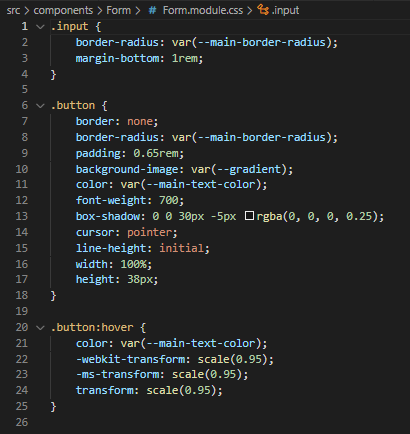 src > components > Form > # Form.module.css > .input
1 .input {
2 border-radius: var(--main-border-radius);
3 margin-bottom: 1rem;
4 }
5
6 .button {
7 border: none;
8 border-radius: var(--main-border-radius);
9 padding: 0.65rem;
10 background-image: var(--gradient);
11 color: var(--main-text-color);
12 font-weight: 700;
13 box-shadow: 0 0 30px -5px rgba(0, 0, 0, 0.25);
14 cursor: pointer;
15 line-height: initial;
16 width: 100%;
17 height: 38px;
18 }
19
20 .button:hover {
21 color: var(--main-text-color);
22 -webkit-transform: scale(0.95);
23 -ms-transform: scale(0.95);
24 transform: scale(0.95);
25 }
26